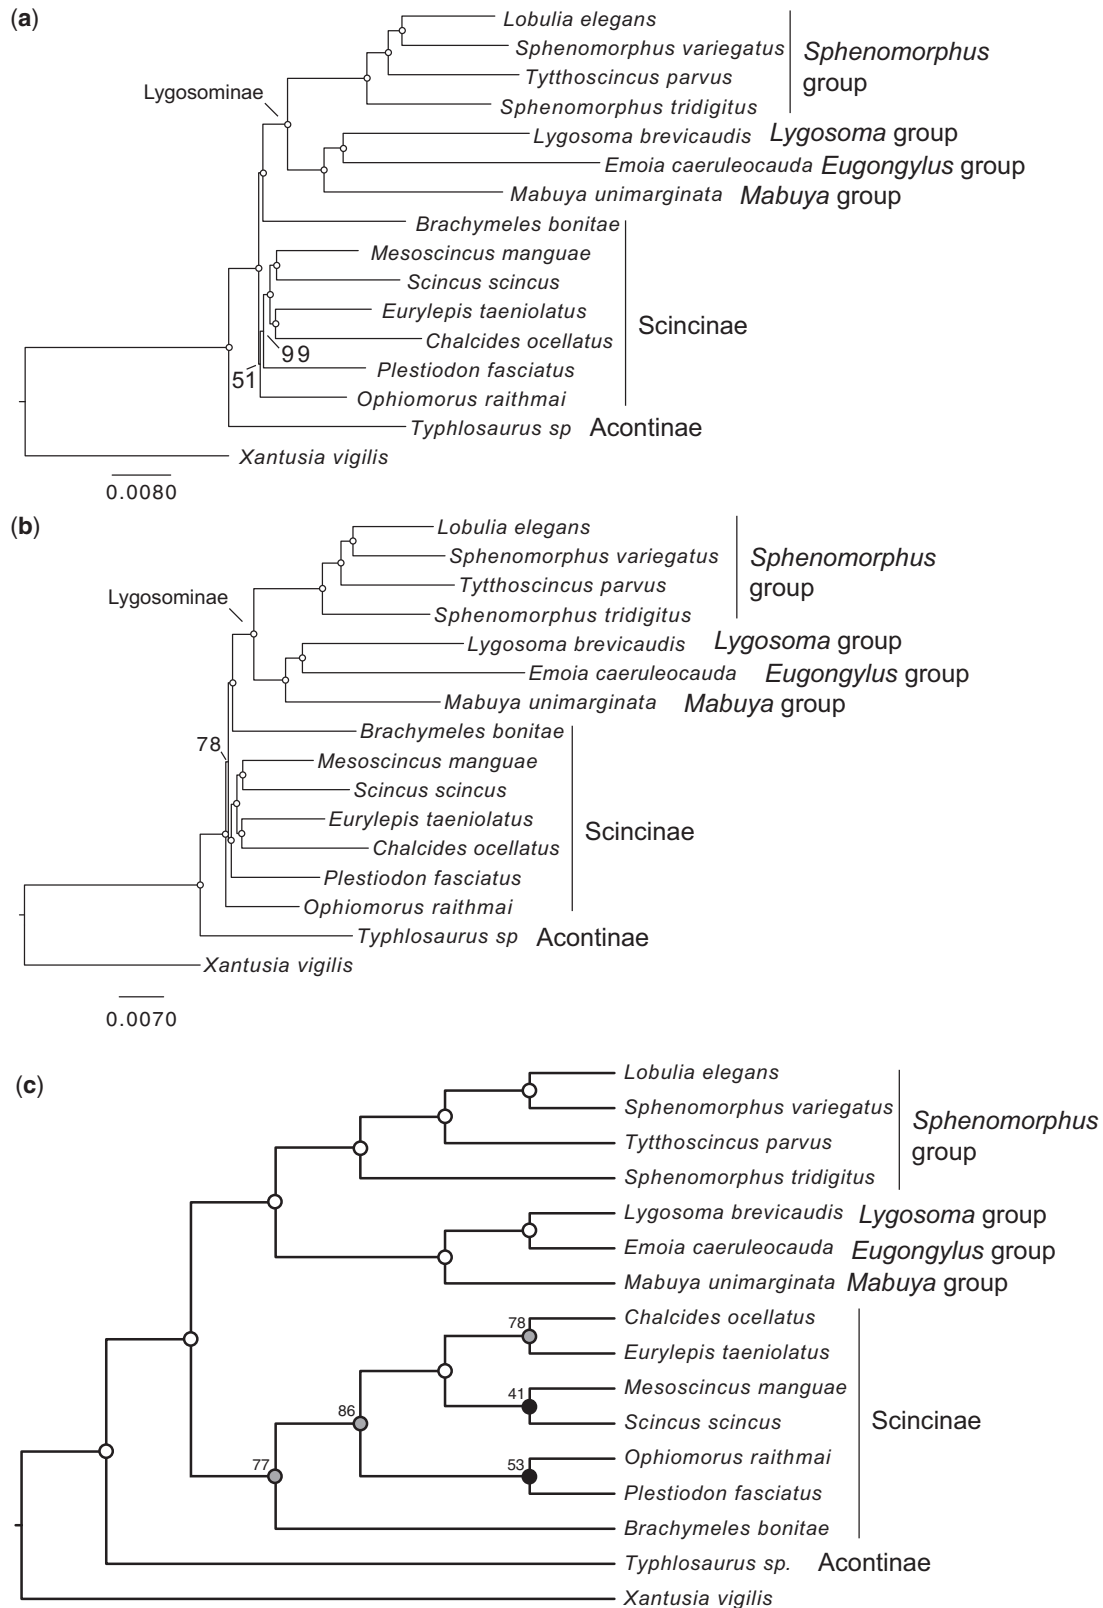 (a)
Lobulia elegans
Sphenomorphus variegatus
Sphenomorphus
group
Tytthoscincus parvus
Lygosominae
Sphenomorphus tridigitus
Lygosoma brevicaudis Lygosoma group
Emoia caeruleocauda Eugongylus group
Mabuya unimarginata Mabuya group
Brachymeles bonitae
Mesoscincus manguae
Scincus scincus
Eurylepis taeniolatus
Scincinae
Chalcides ocellatus
99
Plestiodon fasciatus
51
Ophiomorus raithmai
Typhlosaurus sp Acontinae
Xantusia vigilis
0.0080
(b)
Lobulia elegans
Sphenomorphus variegatus
Sphenomorphus
group
Tytthoscincus parvus
Lygosominae
Sphenomorphus tridigitus
Lygosoma brevicaudis Lygosoma group
Emoia caeruleocauda Eugongylus group
Mabuya unimarginata Mabuya group
Brachymeles bonitae
78
Mesoscincus manguae
Scincus scincus
Eurylepis taeniolatus
Scincinae
Chalcides ocellatus
Plestiodon fasciatus
Ophiomorus raithmai
Typhlosaurus sp Acontinae
Xantusia vigilis
0.0070
(c)
Lobulia elegans
Sphenomorphus variegatus
Sphenomorphus
group
Tytthoscincus parvus
Sphenomorphus tridigitus
Lygosoma brevicaudis Lygosoma group
Emoia caeruleocauda Eugongylus group
Mabuya unimarginata Mabuya group
Chalcides ocellatus
78
Eurylepis taeniolatus
Mesoscincus manguae
41
Scincus scincus
Scincinae
86
Ophiomorus raithmai
53
77
Plestiodon fasciatus
Brachymeles bonitae
Typhlosaurus sp. Acontinae
Xantusia vigilis